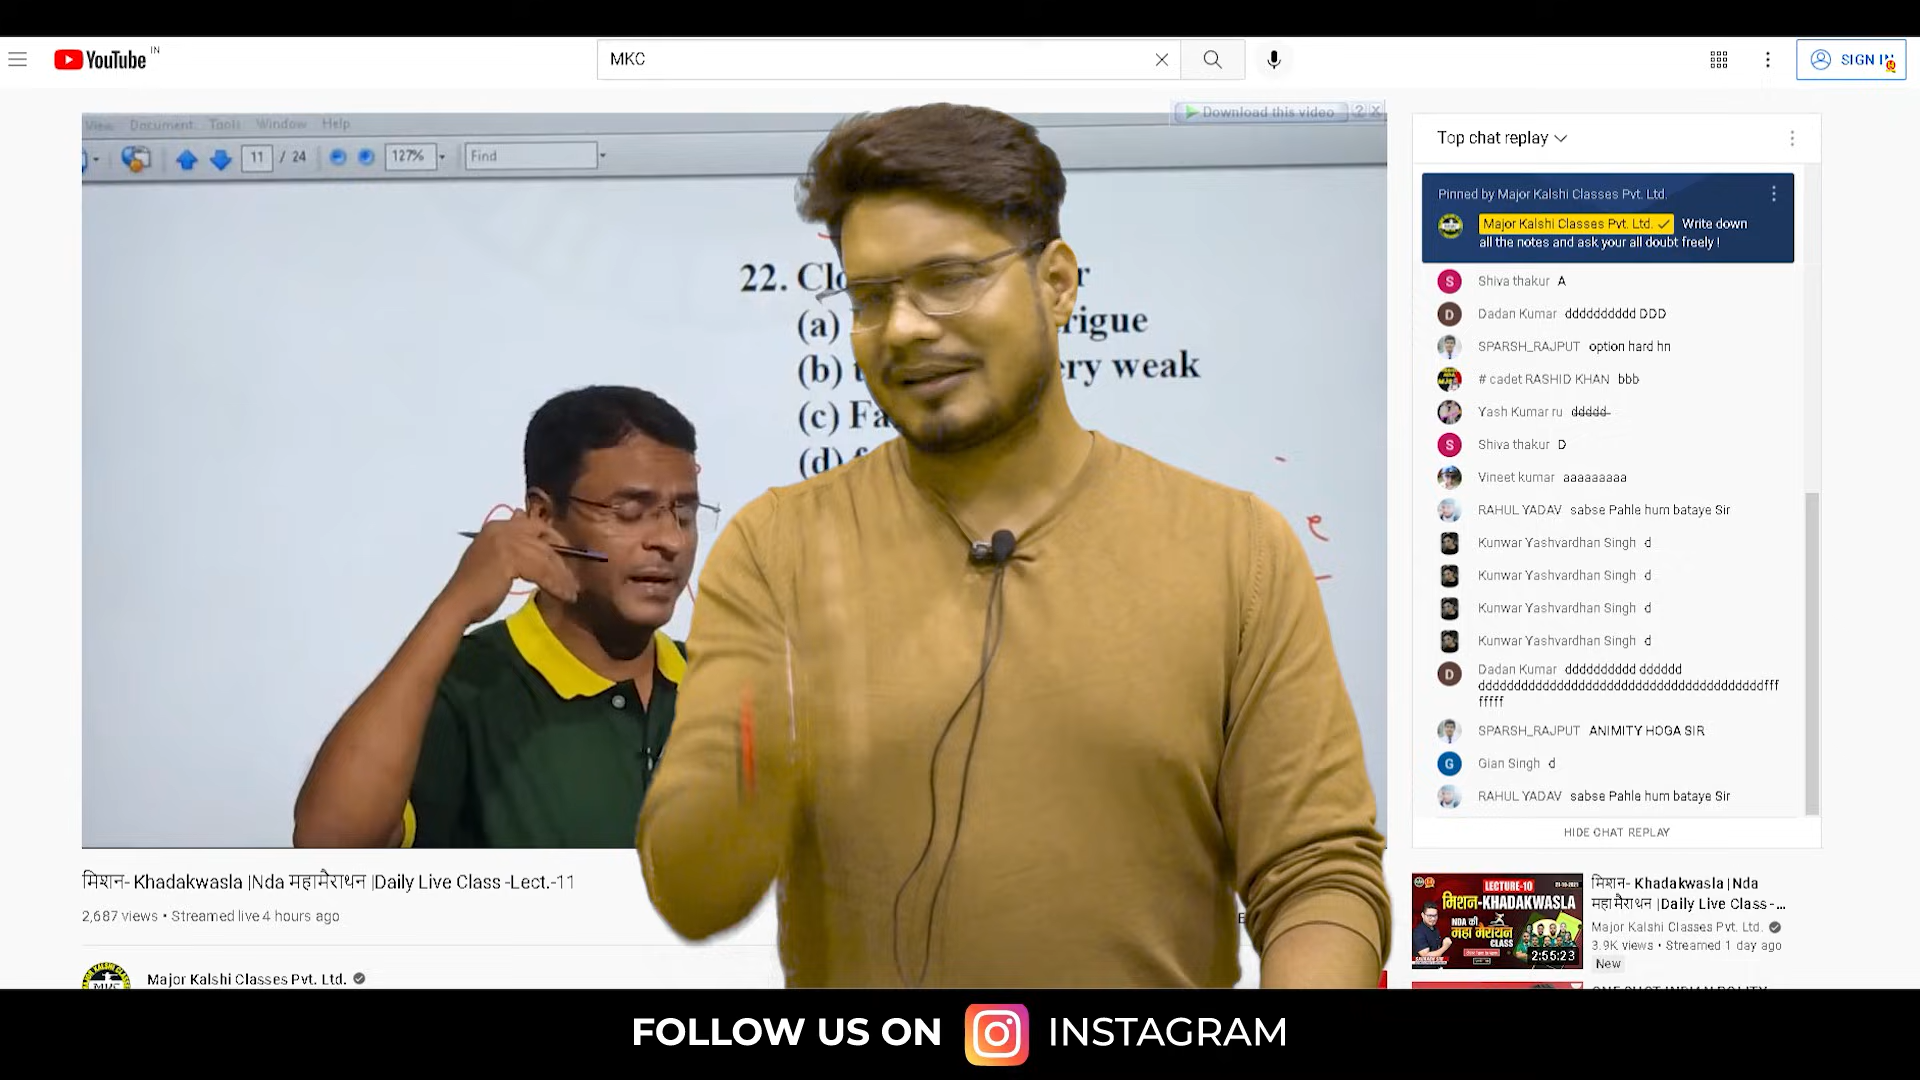 YouTube IN
MKC
SIGN IN
View Document Tools Window Help
Download this video
11 / 24
127%
Find
22.
(a)
rigue
(b)
ery weak
(c) Fa
(d)
e
मिशन- Khadakwasla |Nda महामैराथन |Daily Live Class -Lect.-11
2,687 views • Streamed live 4 hours ago
Major Kalshi Classes Pvt. Ltd.
Top chat replay
Pinned by Major Kalshi Classes Pvt. Ltd.
Major Kalshi Classes Pvt. Ltd. Write down
all the notes and ask your all doubt freely !
S Shiva thakur A
D Dadan Kumar dddddddddd DDD
SPARSH_RAJPUT option hard hn
# cadet RASHID KHAN bbb
Yash Kumar ru ddddd
S Shiva thakur D
Vineet kumar aaaaaaaaa
RAHUL YADAV sabse Pahle hum bataye Sir
Kunwar Yashvardhan Singh d
Kunwar Yashvardhan Singh d
Kunwar Yashvardhan Singh d
Kunwar Yashvardhan Singh d
D Dadan Kumar dddddddddd dddddd
ddddddddddddddddddddddddddddddddddddddddfff
fffff
SPARSH_RAJPUT ANIMITY HOGA SIR
G Gian Singh d
RAHUL YADAV sabse Pahle hum bataye Sir
HIDE CHAT REPLAY
LECTURE-10
मिशन-KHADAKWASLA
NDA की
महा मैराथन
CLASS
2:55:23
मिशन- Khadakwasla |Nda
महामैराथन |Daily Live Class -...
Major Kalshi Classes Pvt. Ltd.
3.9K views • Streamed 1 day ago
New
FOLLOW US ON INSTAGRAM